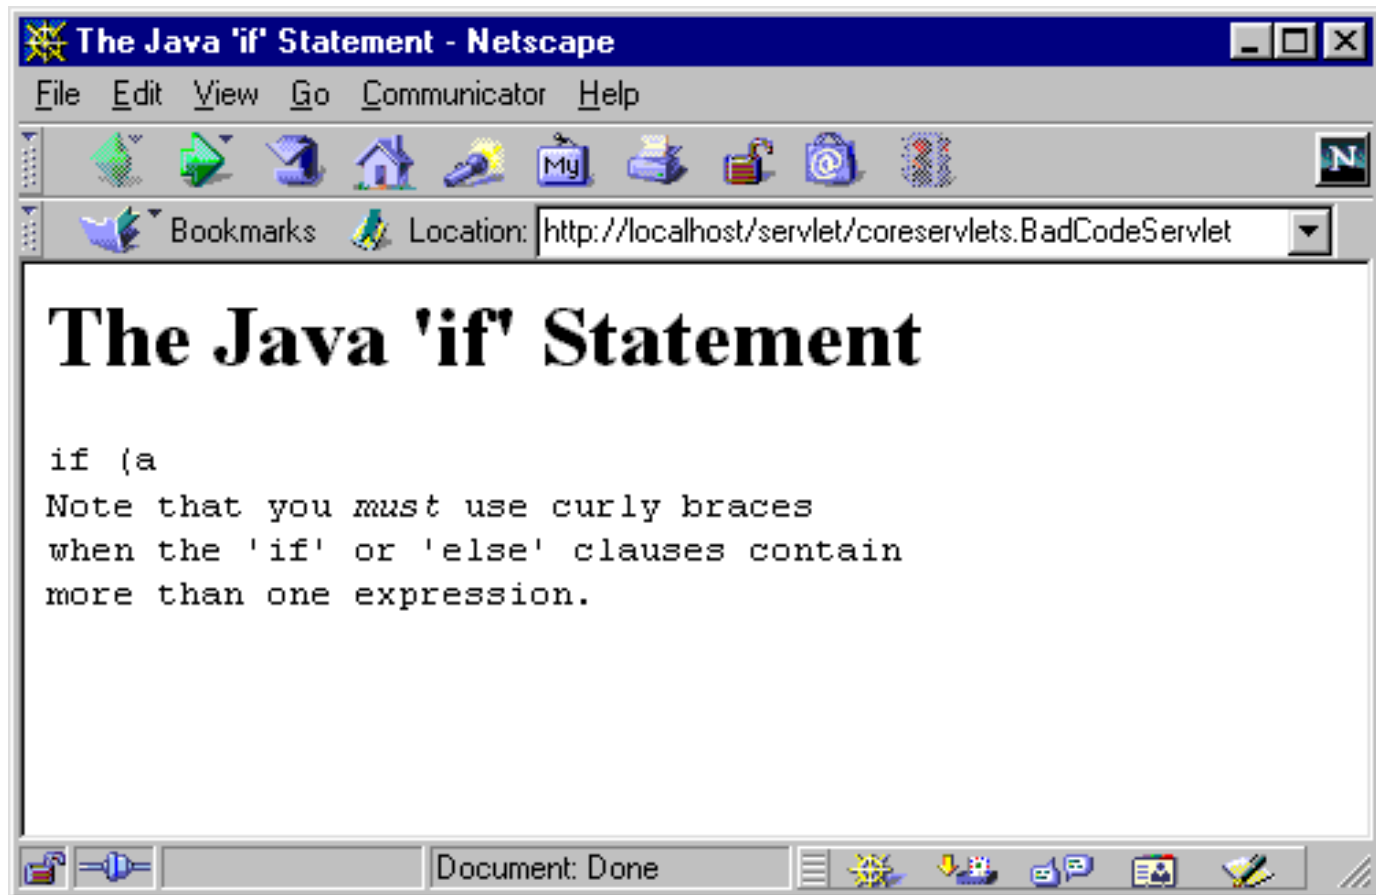 The Java 'if' Statement - Netscape
File Edit View Go Communicator Help
My
N
Bookmarks Location: http://localhost/servlet/coreservlets.BadCodeServlet
The Java 'if' Statement
if (a
Note that you must use curly braces
when the 'if' or 'else' clauses contain
more than one expression.
Document: Done